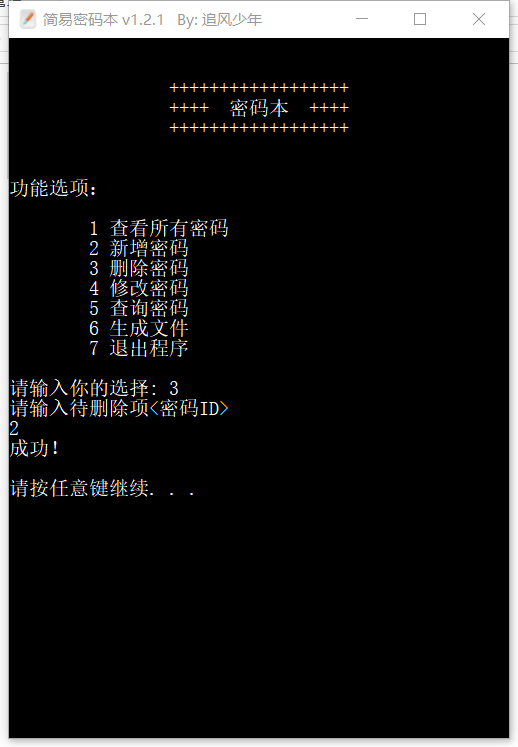 简易密码本 v1.2.1 By: 追风少年
++++++++++++++++++
++++ 密码本 ++++
++++++++++++++++++
功能选项:
1 查看所有密码
2 新增密码
3 删除密码
4 修改密码
5 查询密码
6 生成文件
7 退出程序
请输入你的选择: 3
请输入待删除项<密码ID>
2
成功!
请按任意键继续. . .